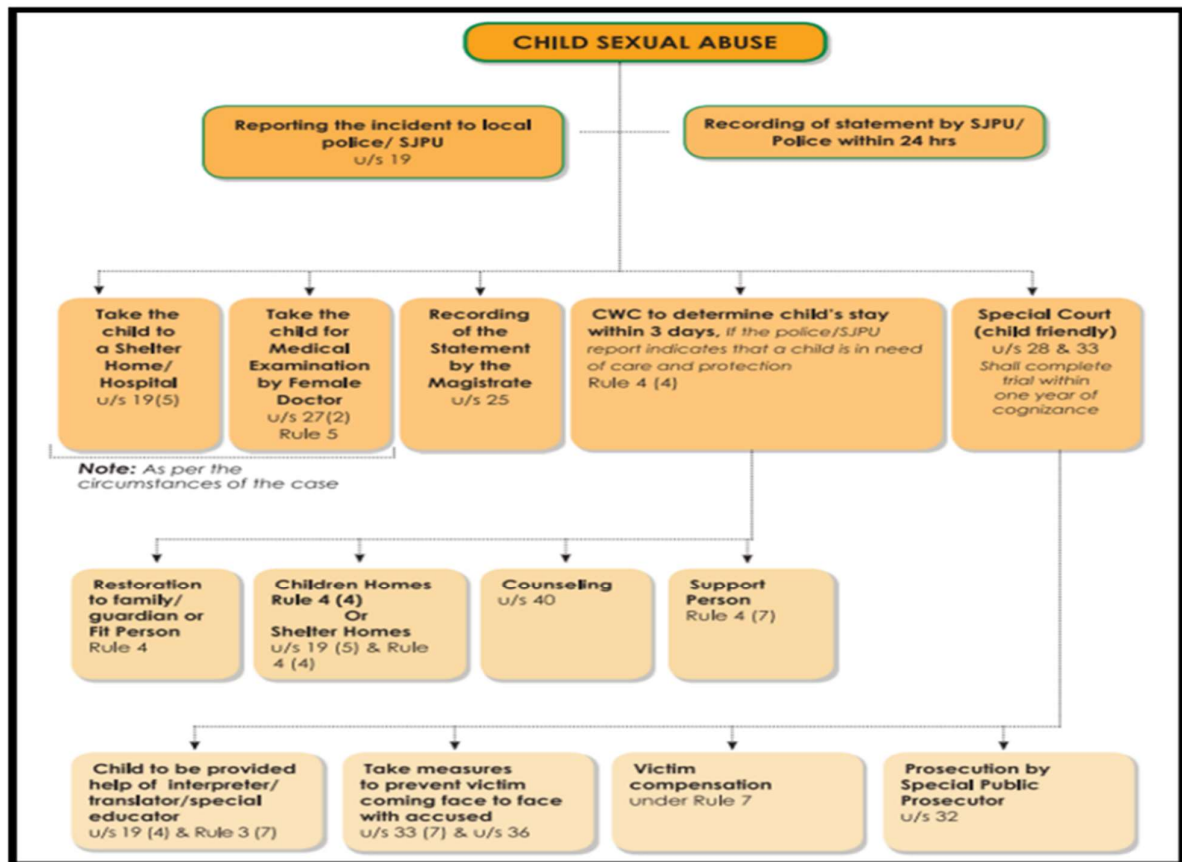 CHILD SEXUAL ABUSE
Reporting the incident to local
police/ SJPU
u/s 19
Recording of statement by SJPU/
Police within 24 hrs
Take the
child to
a Shelter
Home/
Hospital
u/s 19(5)
Take the
child for
Medical
Examination
by Female
Doctor
u/s 27(2)
Rule 5
Recording
of the
Statement
by the
Magistrate
u/s 25
CWC to determine child's stay
within 3 days, If the police/SJPU
report indicates that a child is in need
of care and protection
Rule 4 (4)
Special Court
(child friendly)
u/s 28 & 33
Shall complete
trial within
one year of
cognizance
Note: As per the
circumstances of the case
Restoration
to family/
guardian or
Fit Person
Rule 4
Children Homes
Rule 4 (4)
Or
Shelter Homes
u/s 19 (5) & Rule
4 (4)
Counseling
u/s 40
Support
Person
Rule 4 (7)
Child to be provided
help of interpreter/
translator/special
educator
u/s 19 (4) & Rule 3 (7)
Take measures
to prevent victim
coming face to face
with accused
u/s 33 (7) & u/s 36
Victim
compensation
under Rule 7
Prosecution by
Special Public
Prosecutor
u/s 32